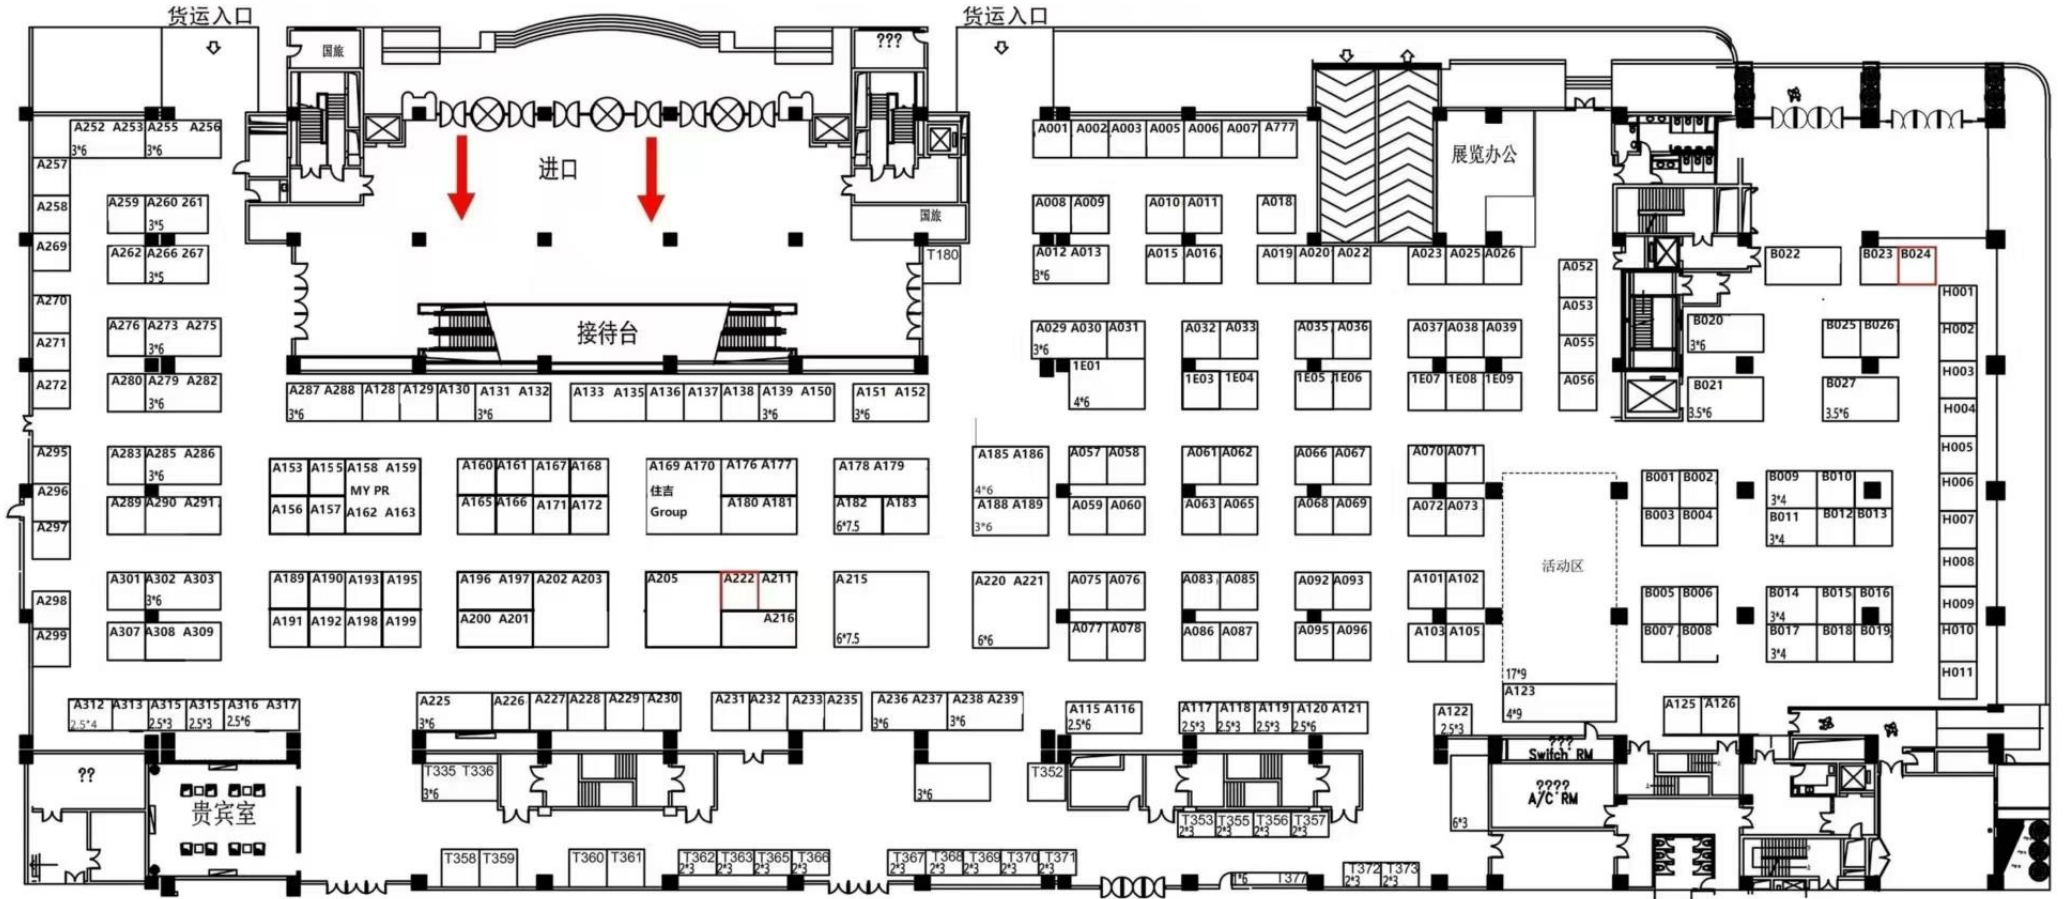 货运入口 货运入口
国旅 ???
A252 A253 A255 A256 A001 A002 A003 A005 A006 A007 A777
3*6 3*6
进口 展览办公
A257
A258 A259 A260 261 A008 A009 A010 A011 A018
3*5
国旅
A269 A262 A266 267 T180 A012 A013 A015 A016 A019 A020 A022 A023 A025 A026 A052 B022 B023 B024
3*5 3*6
H001
A270 A053
A276 A273 A275 接待台 A029 A030 A031 A032 A033 A035 A036 A037 A038 A039 B020 B025 B026 H002
3*6 3*6 3*6
A271 A055
1E01 H003
A272 A280 A279 A282 A287 A288 A128 A129 A130 A131 A132 A133 A135 A136 A137 A138 A139 A150 A151 A152 1E03 1E04 1E05 1E06 1E07 1E08 1E09 A056 B021 B027
3*6 3*6 3*6 3*6 3*6 4*6 3.5*6 3.5*6
H004
A295 A283 A285 A286 A185 A186 A057 A058 A061 A062 A066 A067 A070 A071 H005
3*6
A153 A155 A158 A159 A160 A161 A167 A168 A169 A170 A176 A177 A178 A179
A296 MY PR 住吉 4*6 B001 B002 B009 B010 H006
3*4
A289 A290 A291 A156 A157 A162 A163 A165 A166 A171 A172 Group A180 A181 A182 A183 A188 A189 A059 A060 A063 A065 A068 A069 A072 A073 B003 B004 B011 B012 B013 H007
A297 6*7.5 3*6 3*4
活动区 H008
A301 A302 A303 A189 A190 A193 A195 A196 A197 A202 A203 A205 A222 A211 A215 A220 A221 A075 A076 A083 A085 A092 A093 A101 A102 B005 B006 B014 B015 B016
3*6 3*4
A298 H009
A307 A308 A309 A191 A192 A198 A199 A200 A201 A216 A077 A078 A086 A087 A095 A096 A103 A105 B007 B008 B017 B018 B019 H010
A299 6*7.5 6*6 3*4
17*9 H011
A312 A313 A315 A315 A316 A317 A225 A226 A227 A228 A229 A230 A231 A232 A233 A235 A236 A237 A238 A239 A115 A116 A117 A118 A119 A120 A121 A122 A123 A125 A126
2.5*4 2.5*3 2.5*3 2.5*6 3*6 3*6 3*6 2.5*6 2.5*3 2.5*3 2.5*3 2.5*6 2.5*3 4*9
?? T335 T336 T352 ???
Switch RM
3*6 3*6 ????
A/C RM
贵宾室 T353 T355 T356 T357 6*3
2*3 2*3 2*3 2*3
T358 T359 T360 T361 T362 T363 T365 T366 T367 T368 T369 T370 T371 T372 T373
2*3 2*3 2*3 2*3 2*3 2*3 2*3 2*3 2*3 2*3 2*3
T377